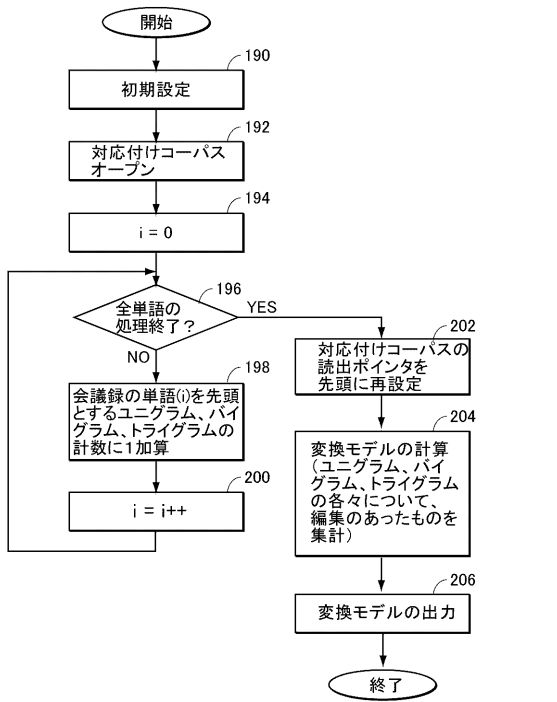 開始
190
初期設定
192
対応付けコーパス
オープン
194
i = 0
196
全単語の
処理終了？
YES
NO
198
会議録の単語(i)を先頭
とするユニグラム、バイ
グラム、トライグラムの
計数に1加算
200
i = i++
202
対応付けコーパスの
読出ポインタを
先頭に再設定
204
変換モデルの計算
(ユニグラム、バイ
グラム、トライグラム
の各々について、
編集のあったものを
集計)
206
変換モデルの出力
終了